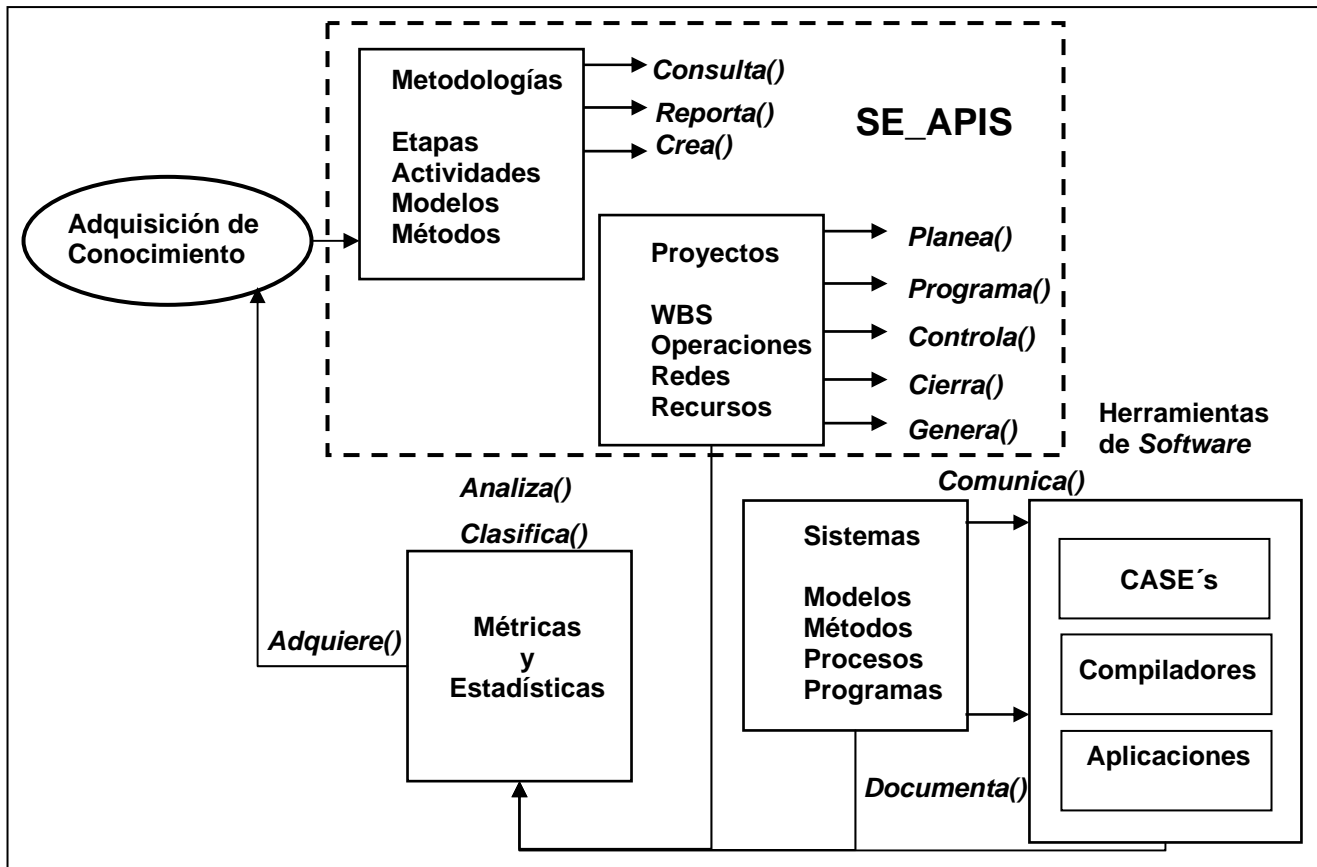 Metodologías
Etapas
Actividades
Modelos
Métodos
Consulta()
Reporta()
Crea()
SE_APIS
Adquisición de
Conocimiento
Proyectos
WBS
Operaciones
Redes
Recursos
Planea()
Programa()
Controla()
Cierra()
Genera()
Herramientas
de Software
Analiza()
Clasifica()
Comunica()
Sistemas
Modelos
Métodos
Procesos
Programas
CASE´s
Compiladores
Aplicaciones
Adquiere()
Métricas
y
Estadísticas
Documenta()